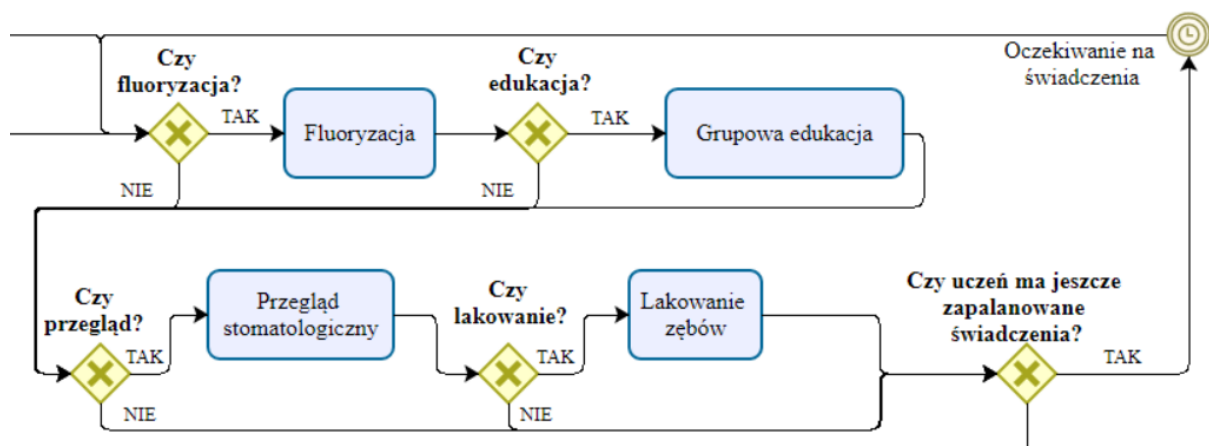 Czy
fluoryzacja?
TAK
Fluoryzacja
NIE
Czy
edukacja?
TAK
Grupowa edukacja
NIE
Oczekiwanie na
świadczenia
Czy
przegląd?
TAK
Przegląd
stomatologiczny
NIE
Czy
lakowanie?
TAK
Lakowanie
zębów
NIE
Czy uczeń ma jeszcze
zapalanowane
świadczenia?
TAK